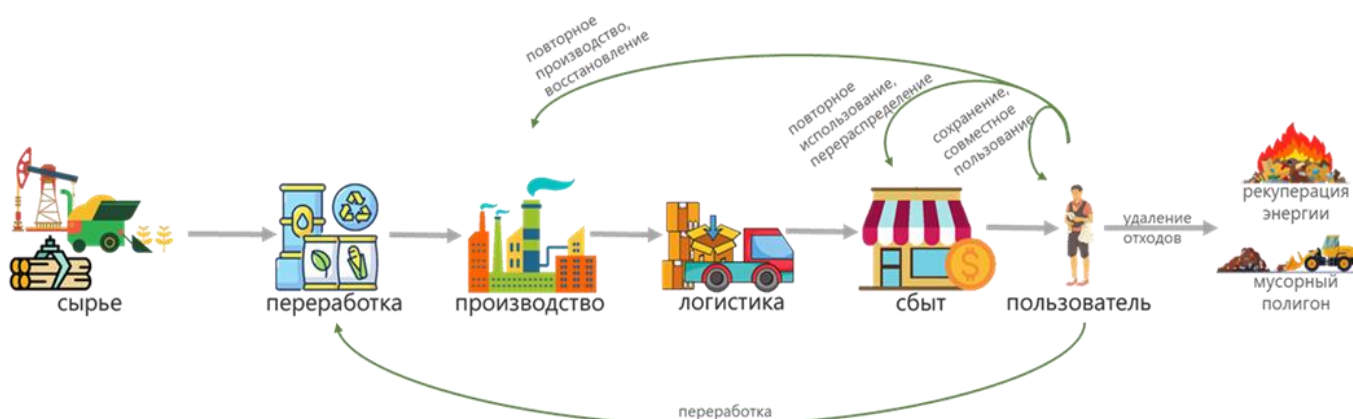 повторное
производство,
восстановление
повторное
использование,
перераспределение
сохранение,
совместное
пользование
сырье
переработка
производство
логистика
сбыт
пользователь
удаление
отходов
рекуперация
энергии
мусорный
полигон
переработка